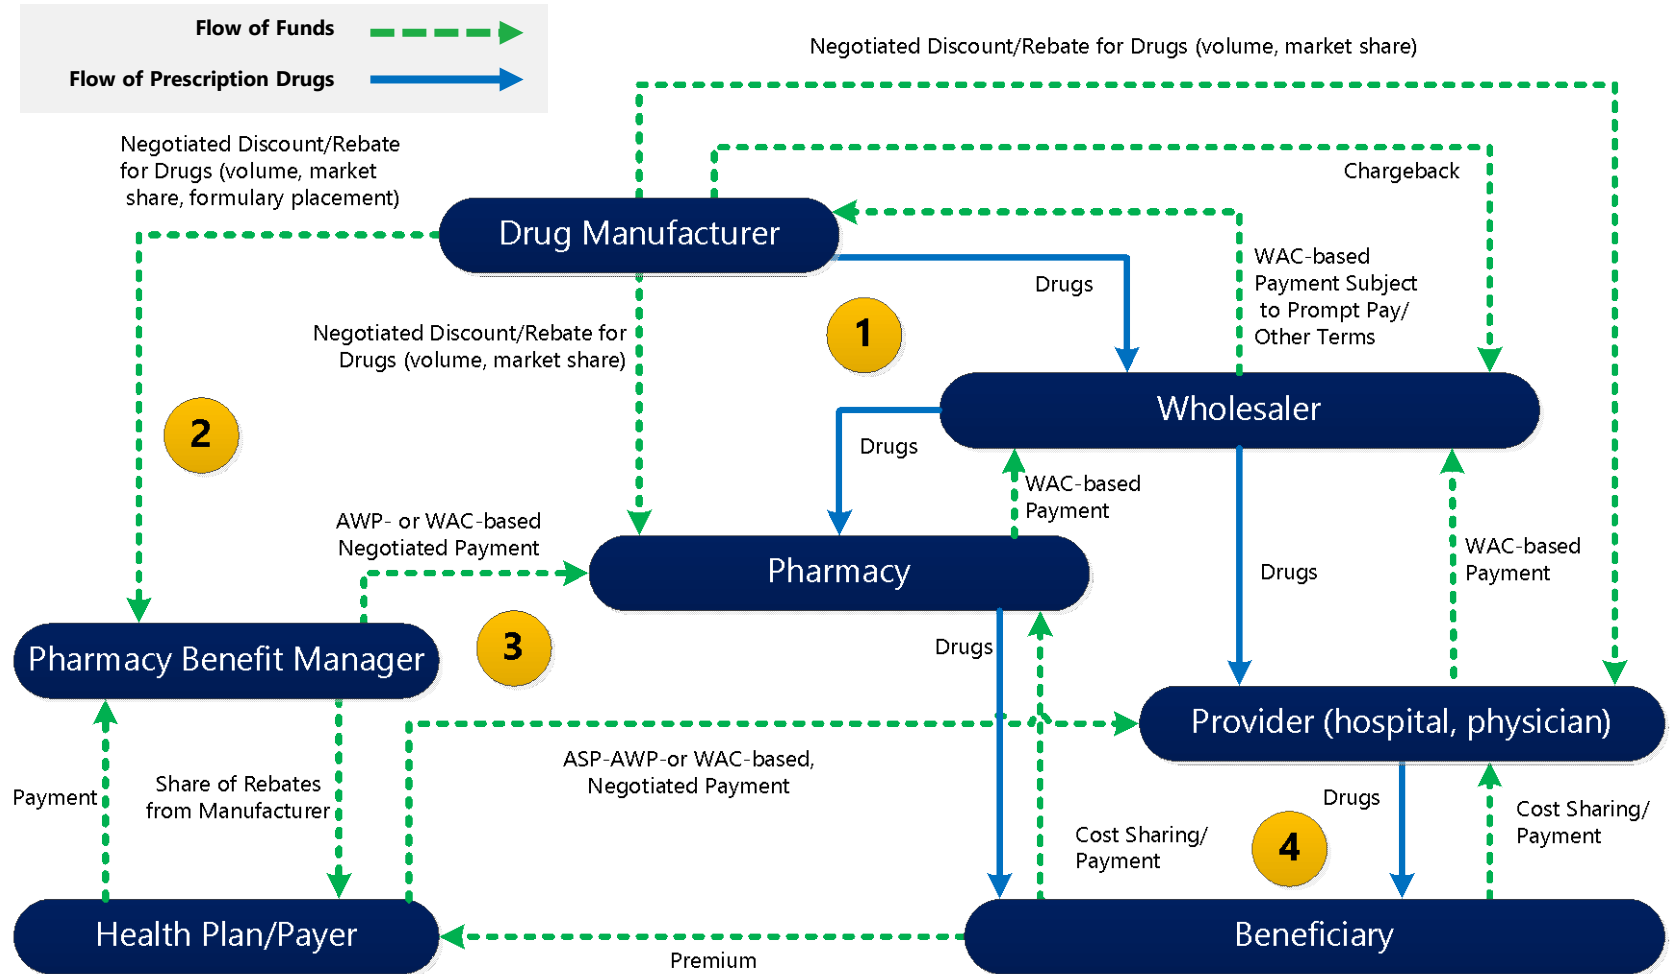 Flow of Funds
Flow of Prescription Drugs
Negotiated Discount/Rebate for Drugs (volume, market share)
Negotiated Discount/Rebate
for Drugs (volume, market
share, formulary placement)
Chargeback
Drug Manufacturer
Drugs
WAC-based
Payment Subject
to Prompt Pay/
Other Terms
1
Negotiated Discount/Rebate for
Drugs (volume, market share)
2
Wholesaler
Drugs
WAC-based
Payment
AWP- or WAC-based
Negotiated Payment
Pharmacy
Drugs
WAC-based
Payment
3
Drugs
Pharmacy Benefit Manager
Provider (hospital, physician)
ASP-AWP-or WAC-based,
Negotiated Payment
Payment
Share of Rebates
from Manufacturer
Drugs
Cost Sharing/
Payment
Cost Sharing/
Payment
4
Health Plan/Payer
Premium
Beneficiary